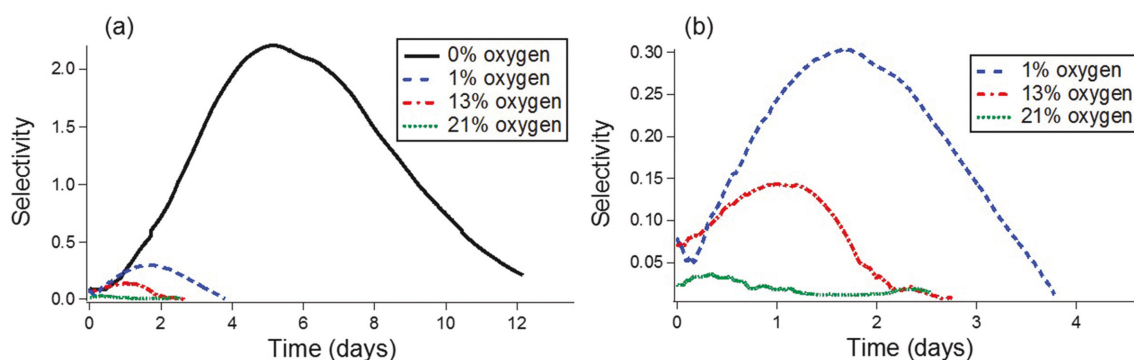 (a)
Selectivity
2.0
1.5
1.0
0.5
0.0
0% oxygen
1% oxygen
13% oxygen
21% oxygen
0 2 4 6 8 10 12
Time (days)
(b)
Selectivity
0.30
0.25
0.20
0.15
0.10
0.05
1% oxygen
13% oxygen
21% oxygen
0 1 2 3 4
Time (days)